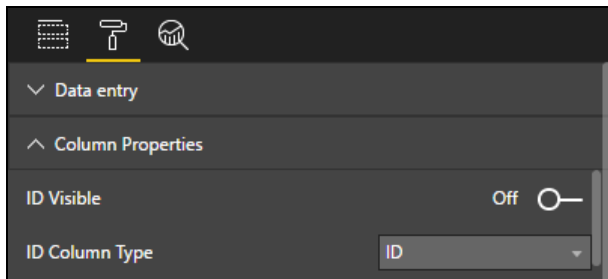 Data entry
Column Properties
ID Visible Off
ID Column Type ID